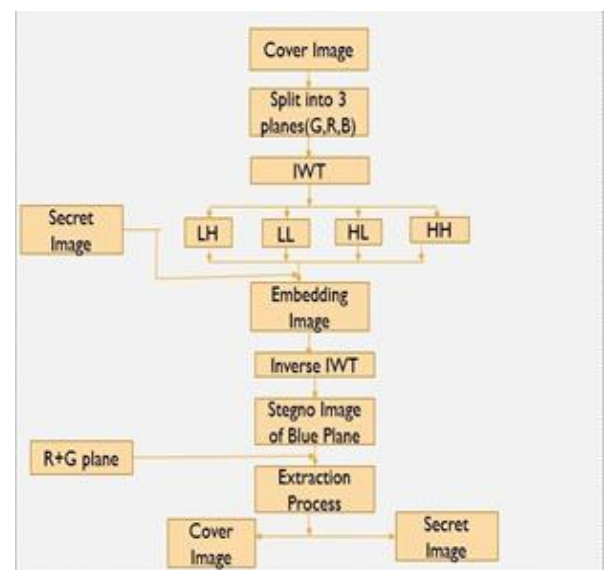 Cover Image
Split into 3
planes(G,R,B)
IWT
Secret
Image
LH
LL
HL
HH
Embedding
Image
Inverse IWT
Stegno Image
of Blue Plane
R+G plane
Extraction
Process
Cover
Image
Secret
Image